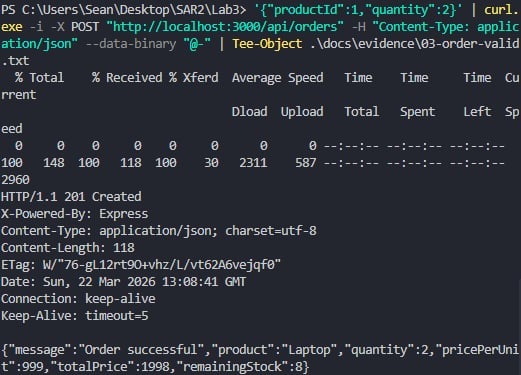 PS C:\Users\Sean\Desktop\SAR2\Lab3> '{"productId":1,"quantity":2}' | curl.
exe -i -X POST "http://localhost:3000/api/orders" -H "Content-Type: applic
ation/json" --data-binary "@-" | Tee-Object .\docs\evidence\03-order-valid
.txt
  % Total    % Received % Xferd  Average Speed   Time    Time     Time  Cu
rrent
                                 Dload  Upload   Total   Spent    Left  Sp
eed
  0     0    0     0    0     0      0      0 --:--:-- --:--:-- --:--:--
100   148  100   118  100    30   2311    587 --:--:-- --:--:-- --:--:--
2960
HTTP/1.1 201 Created
X-Powered-By: Express
Content-Type: application/json; charset=utf-8
Content-Length: 118
ETag: W/"76-gL12rt9O+vhz/L/vt62A6vejqf0"
Date: Sun, 22 Mar 2026 13:08:41 GMT
Connection: keep-alive
Keep-Alive: timeout=5

{"message":"Order successful","product":"Laptop","quantity":2,"pricePerUni
t":999,"totalPrice":1998,"remainingStock":8}